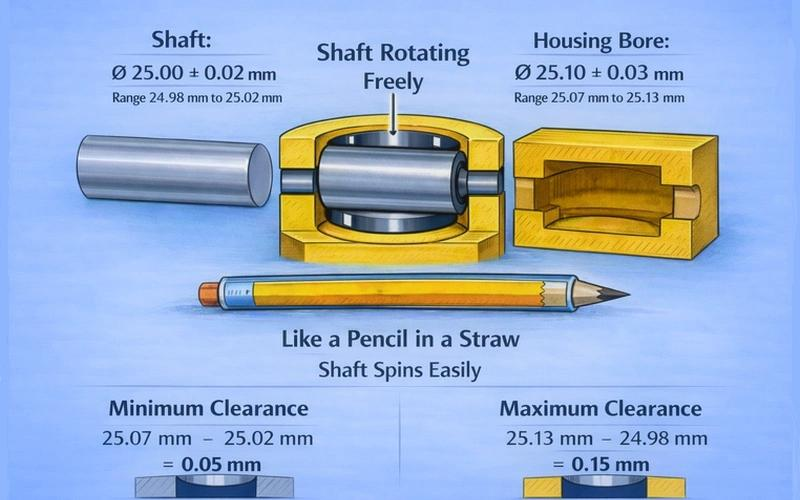 Shaft:
Ø 25.00 ± 0.02 mm
Range 24.98 mm to 25.02 mm
Shaft Rotating
Freely
Housing Bore:
Ø 25.10 ± 0.03 mm
Range 25.07 mm to 25.13 mm
Like a Pencil in a Straw
Shaft Spins Easily
Minimum Clearance
25.07 mm – 25.02 mm
= 0.05 mm
Maximum Clearance
25.13 mm – 24.98 mm
= 0.15 mm